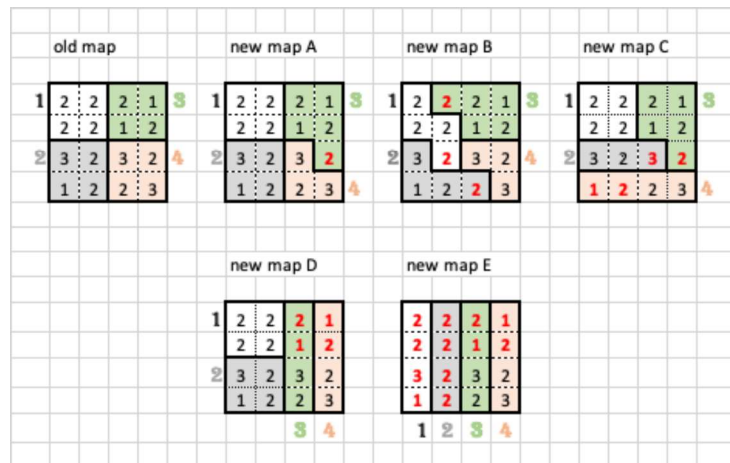 old map new map A new map B new map C
1 2 2 2 1 3 1 2 2 2 1 3 1 2 2 2 1 3 1 2 2 2 1 3
2 2 1 2 2 2 1 2 2 2 1 2 2 2 1 2
2 3 2 3 2 4 2 3 2 3 2 2 3 2 3 2 4 2 3 2 3 2
1 2 2 3 1 2 2 3 4 1 2 2 3 1 2 2 3 4
new map D new map E
1 2 2 2 1 2 2 2 1
2 2 1 2 2 2 1 2
2 3 2 3 2 3 2 3 2
1 2 2 3 1 2 2 3
3 4 1 2 3 4